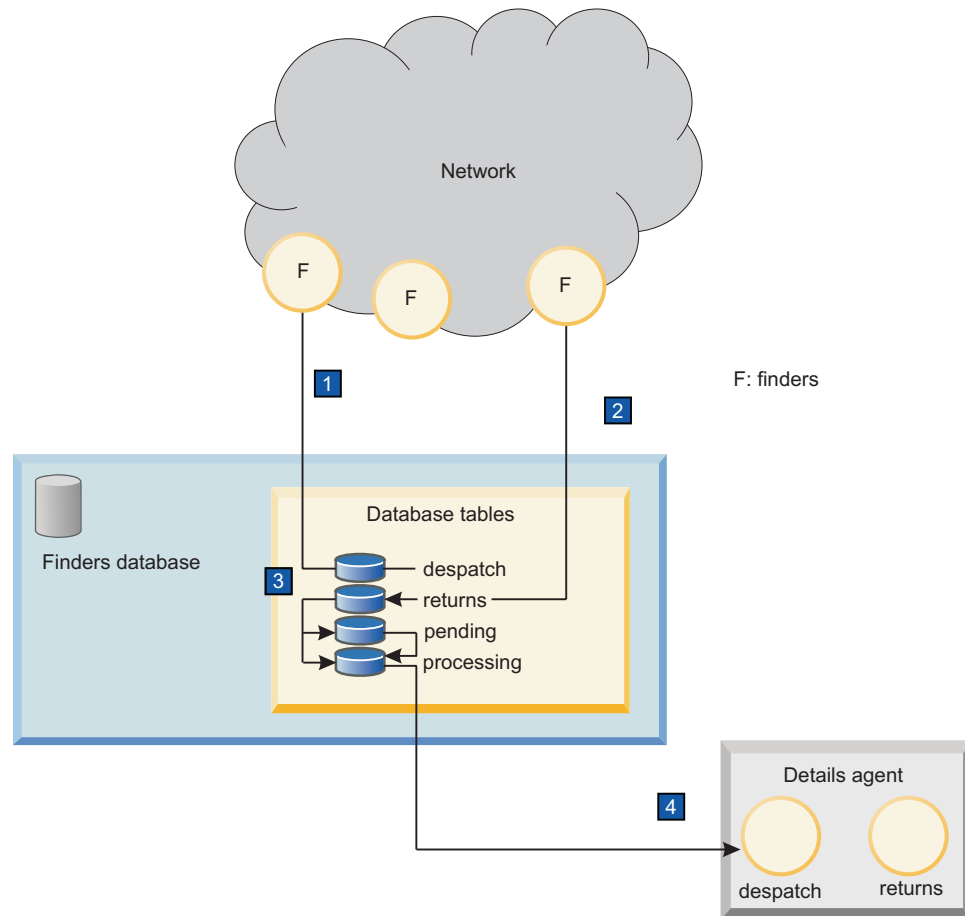 Network
F
F
F
1
2
F: finders
Database tables
Finders database
3
despatch
returns
pending
processing
4
Details agent
despatch
returns